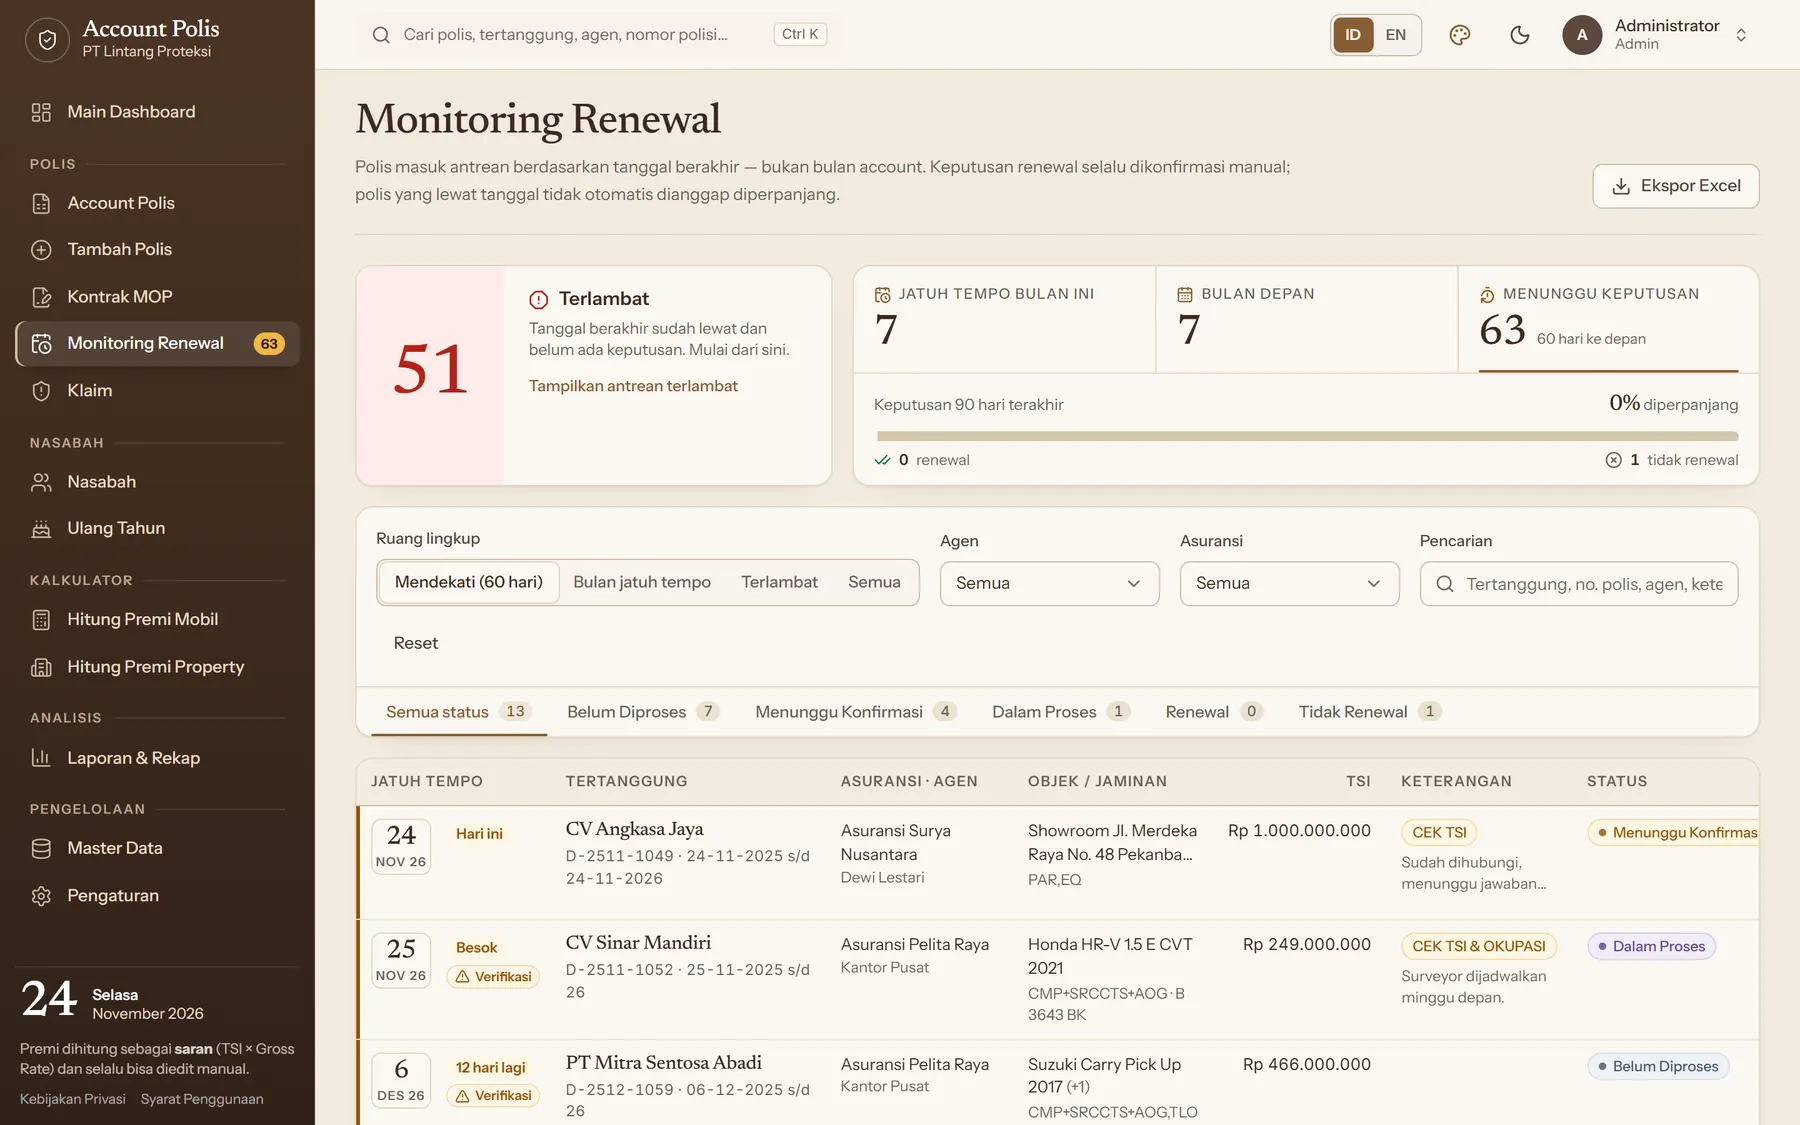 Account Polis
PT Lintang Proteksi
Main Dashboard
POLIS
Account Polis
Tambah Polis
Kontrak MOP
Monitoring Renewal 63
Klaim
NASABAH
Nasabah
Ulang Tahun
KALKULATOR
Hitung Premi Mobil
Hitung Premi Property
ANALISIS
Laporan & Rekap
PENGELOLAAN
Master Data
Pengaturan
24 Selasa
November 2026
Premi dihitung sebagai saran (TSI × Gross
Rate) dan selalu bisa diedit manual.
Kebijakan Privasi Syarat Penggunaan
Cari polis, tertanggung, agen, nomor polisi... Ctrl K
ID EN
A
Administrator
Admin
Monitoring Renewal
Polis masuk antrean berdasarkan tanggal berakhir — bukan bulan account. Keputusan renewal selalu dikonfirmasi manual;
polis yang lewat tanggal tidak otomatis dianggap diperpanjang.
Ekspor Excel
51
Terlambat
Tanggal berakhir sudah lewat dan
belum ada keputusan. Mulai dari sini.
Tampilkan antrean terlambat
JATUH TEMPO BULAN INI
7
BULAN DEPAN
7
MENUNGGU KEPUTUSAN
63 60 hari ke depan
Keputusan 90 hari terakhir
0% diperpanjang
0 renewal
1 tidak renewal
Ruang lingkup
Mendekati (60 hari) Bulan jatuh tempo Terlambat Semua
Agen
Semua
Asuransi
Semua
Pencarian
Tertanggung, no. polis, agen, kete
Reset
Semua status 13 Belum Diproses 7 Menunggu Konfirmasi 4 Dalam Proses 1 Renewal 0 Tidak Renewal 1
JATUH TEMPO TERTANGGUNG ASURANSI · AGEN OBJEK / JAMINAN TSI KETERANGAN STATUS
24
NOV 26
Hari ini
CV Angkasa Jaya
D-2511-1049 · 24-11-2025 s/d
24-11-2026
Asuransi Surya
Nusantara
Dewi Lestari
Showroom Jl. Merdeka
Raya No. 48 Pekanba...
PAR,EQ
Rp 1.000.000.000
CEK TSI
Sudah dihubungi,
menunggu jawaban...
Menunggu Konfirmas
25
NOV 26
Besok
Verifikasi
CV Sinar Mandiri
D-2511-1052 · 25-11-2025 s/d
26
Asuransi Pelita Raya
Kantor Pusat
Honda HR-V 1.5 E CVT
2021
CMP+SRCCTS+AOG · B
3643 BK
Rp 249.000.000
CEK TSI & OKUPASI
Surveyor dijadwalkan
minggu depan.
Dalam Proses
6
DES 26
12 hari lagi
Verifikasi
PT Mitra Sentosa Abadi
D-2512-1059 · 06-12-2025 s/d
26
Asuransi Pelita Raya
Kantor Pusat
Suzuki Carry Pick Up
2017 (+1)
CMP+SRCCTS+AOG,TLO
Rp 466.000.000
Belum Diproses